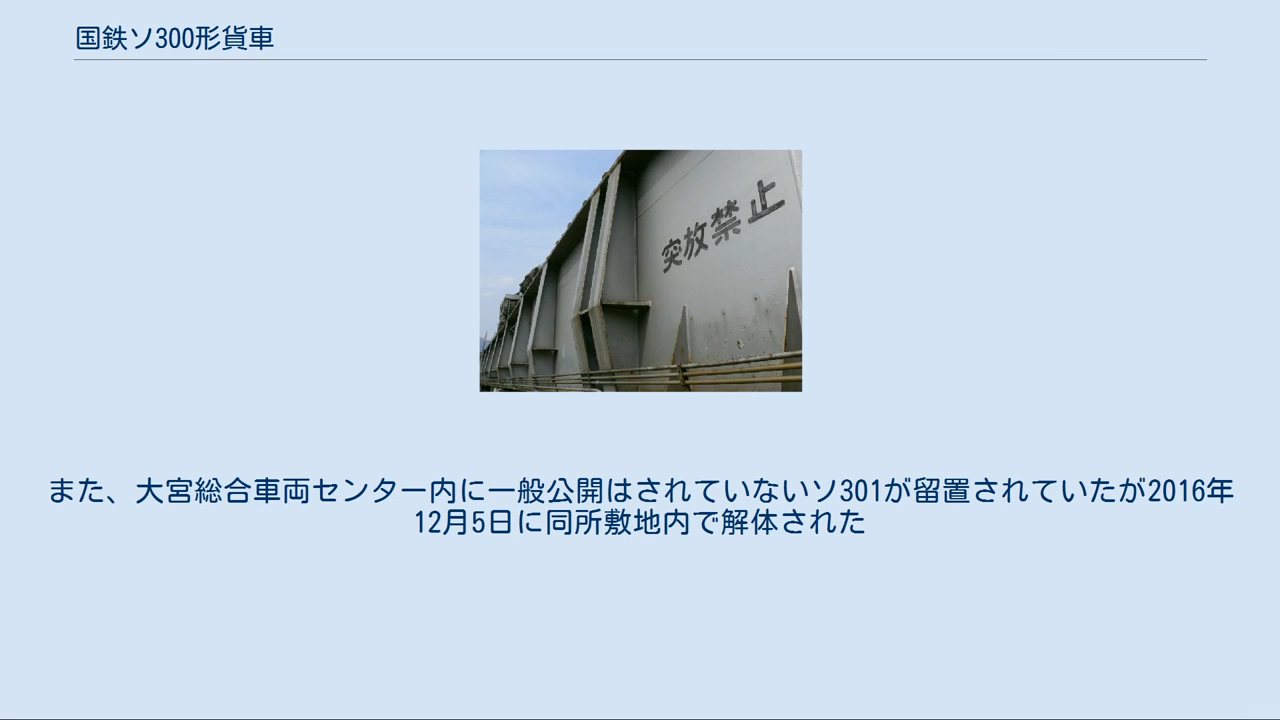 国鉄ソ300形貨車
突放禁止
また、大宮総合車両センター内に一般公開はされていないソ301が留置されていたが2016年
12月5日に同所敷地内で解体された